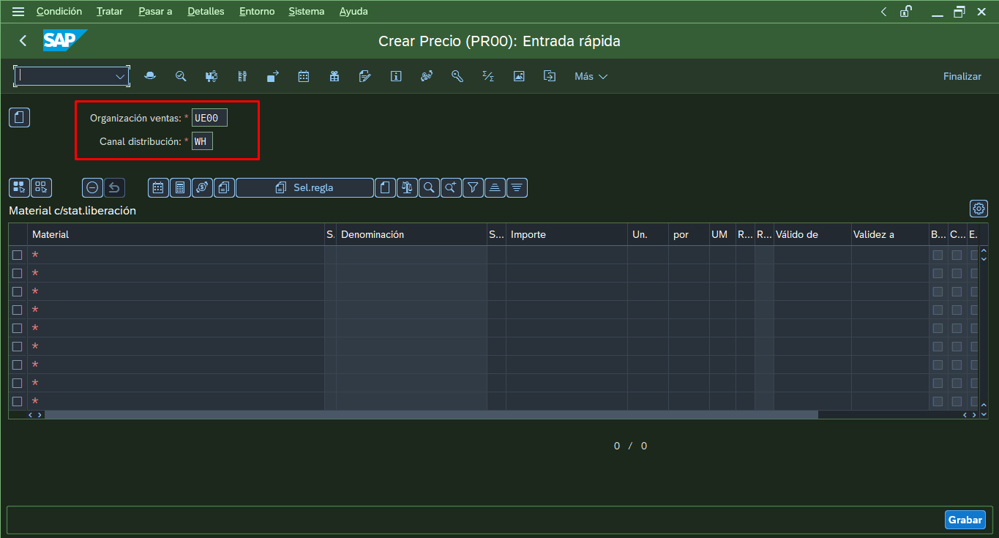 Condición Tratar Pasar a Detalles Entorno Sistema Ayuda
SAP Crear Precio (PR00): Entrada rápida
Más Finalizar
Organización ventas: * UE00
Canal distribución: * WH
Sel.regla
Material c/stat.liberación
Material S. Denominación S... Importe Un. por UM R... R... Válido de Validez a B... C... E.
*
*
*
*
*
*
*
*
*
0 / 0
Grabar